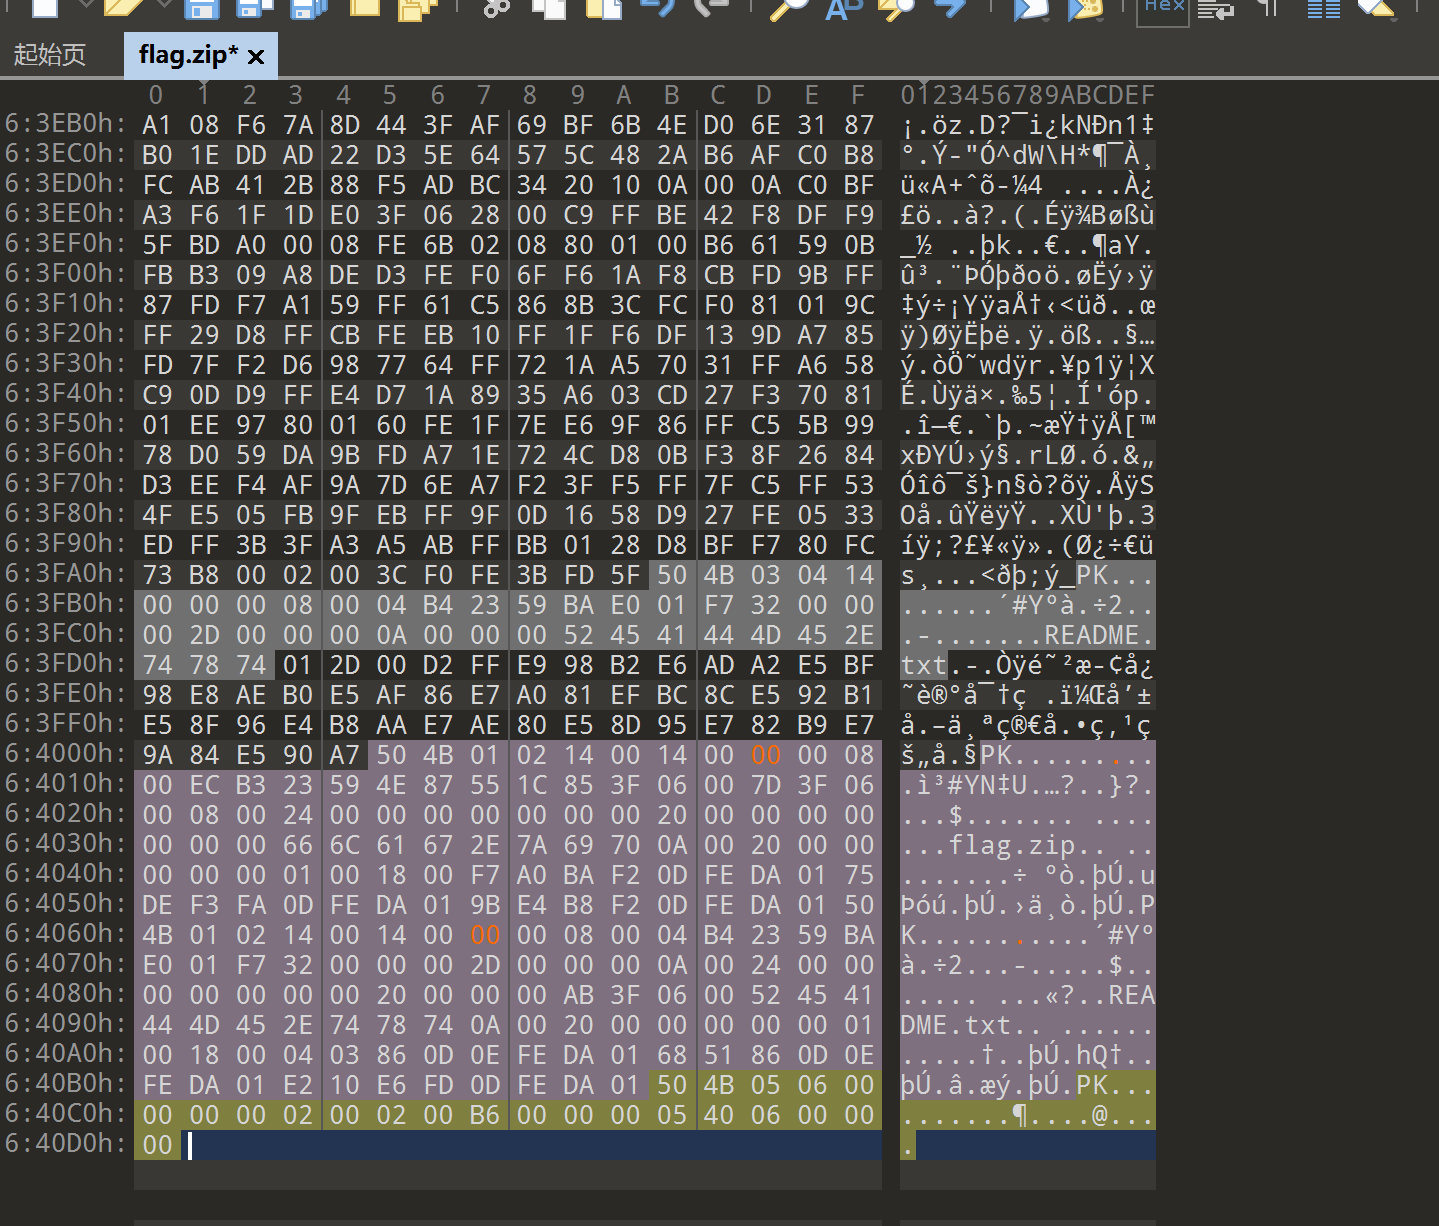 Hex
起始页 flag.zip* ×
0 1 2 3 4 5 6 7 8 9 A B C D E F 0123456789ABCDEF
6:3EB0h: A1 08 F6 7A 8D 44 3F AF 69 BF 6B 4E D0 6E 31 87 ¡.öz.D?¯i¿kNÐn1‡
6:3EC0h: B0 1E DD AD 22 D3 5E 64 57 5C 48 2A B6 AF C0 B8 °.Ý-"Ó^dW\H*¶¯À¸
6:3ED0h: FC AB 41 2B 88 F5 AD BC 34 20 10 0A 00 0A C0 BF ü«A+ˆõ-¼4 ....À¿
6:3EE0h: A3 F6 1F 1D E0 3F 06 28 00 C9 FF BE 42 F8 DF F9 £ö..à?.(.Éÿ¾Bøßù
6:3EF0h: 5F BD A0 00 08 FE 6B 02 08 80 01 00 B6 61 59 0B _½ ..þk..€..¶aY.
6:3F00h: FB B3 09 A8 DE D3 FE F0 6F F6 1A F8 CB FD 9B FF û³.¨ÞÓþðoö.øËý›ÿ
6:3F10h: 87 FD F7 A1 59 FF 61 C5 86 8B 3C FC F0 81 01 9C ‡ý÷¡YÿaÅ†‹<üð..œ
6:3F20h: FF 29 D8 FF CB FE EB 10 FF 1F F6 DF 13 9D A7 85 ÿ)ØÿËþë.ÿ.öß..§…
6:3F30h: FD 7F F2 D6 98 77 64 FF 72 1A A5 70 31 FF A6 58 ý.òÖ˜wdÿr.¥p1ÿ¦X
6:3F40h: C9 0D D9 FF E4 D7 1A 89 35 A6 03 CD 27 F3 70 81 É.Ùÿä×.‰5¦.Í'óp.
6:3F50h: 01 EE 97 80 01 60 FE 1F 7E E6 9F 86 FF C5 5B 99 .î—€.`þ.~æŸ†ÿÅ[™
6:3F60h: 78 D0 59 DA 9B FD A7 1E 72 4C D8 0B F3 8F 26 84 xÐYÚ›ý§.rLØ.ó.&„
6:3F70h: D3 EE F4 AF 9A 7D 6E A7 F2 3F F5 FF 7F C5 FF 53 Óîô¯š}n§ò?õÿ.ÅÿS
6:3F80h: 4F E5 05 FB 9F EB FF 9F 0D 16 58 D9 27 FE 05 33 Oå.ûŸëÿŸ..XÙ'þ.3
6:3F90h: ED FF 3B 3F A3 A5 AB FF BB 01 28 D8 BF F7 80 FC íÿ;?£¥«ÿ».(Ø¿÷€ü
6:3FA0h: 73 B8 00 02 00 3C F0 FE 3B FD 5F 50 4B 03 04 14 s¸...<ðþ;ý_PK...
6:3FB0h: 00 00 00 08 00 04 B4 23 59 BA E0 01 F7 32 00 00 ......´#Yºà.÷2..
6:3FC0h: 00 2D 00 00 00 0A 00 00 00 52 45 41 44 4D 45 2E .-.......README.
6:3FD0h: 74 78 74 01 2D 00 D2 FF E9 98 B2 E6 AD A2 E5 BF txt.-.Òÿé˜²æ-¢å¿
6:3FE0h: 98 E8 AE B0 E5 AF 86 E7 A0 81 EF BC 8C E5 92 B1 ˜è®°å¯†ç .ï¼Œå’±
6:3FF0h: E5 8F 96 E4 B8 AA E7 AE 80 E5 8D 95 E7 82 B9 E7 å.–ä¸ªç®€å.•ç‚¹ç
6:4000h: 9A 84 E5 90 A7 50 4B 01 02 14 00 14 00 00 00 08 š„å.§PK.........
6:4010h: 00 EC B3 23 59 4E 87 55 1C 85 3F 06 00 7D 3F 06 .ì³#YN‡U.…?..}?.
6:4020h: 00 08 00 24 00 00 00 00 00 00 00 20 00 00 00 00 ...$....... ....
6:4030h: 00 00 00 66 6C 61 67 2E 7A 69 70 0A 00 20 00 00 ...flag.zip.. ..
6:4040h: 00 00 00 01 00 18 00 F7 A0 BA F2 0D FE DA 01 75 .......÷ ºò.þÚ.u
6:4050h: DE F3 FA 0D FE DA 01 9B E4 B8 F2 0D FE DA 01 50 Þóú.þÚ.›ä¸ò.þÚ.P
6:4060h: 4B 01 02 14 00 14 00 00 00 08 00 04 B4 23 59 BA K...........´#Yº
6:4070h: E0 01 F7 32 00 00 00 2D 00 00 00 0A 00 24 00 00 à.÷2...-.....$..
6:4080h: 00 00 00 20 00 00 00 00 AB 3F 06 00 52 45 41 ..... ...«?..REA
6:4090h: 44 4D 45 2E 74 78 74 0A 00 20 00 00 00 00 00 01 DME.txt.. ......
6:40A0h: 00 18 00 04 03 86 0D 0E FE DA 01 68 51 86 0D 0E .....†..þÚ.hQ†..
6:40B0h: FE DA 01 E2 10 E6 FD 0D FE DA 01 50 4B 05 06 00 þÚ.â.æý.þÚ.PK...
6:40C0h: 00 00 00 02 00 02 00 B6 00 00 00 05 40 06 00 00 .......¶....@...
6:40D0h: 00 .